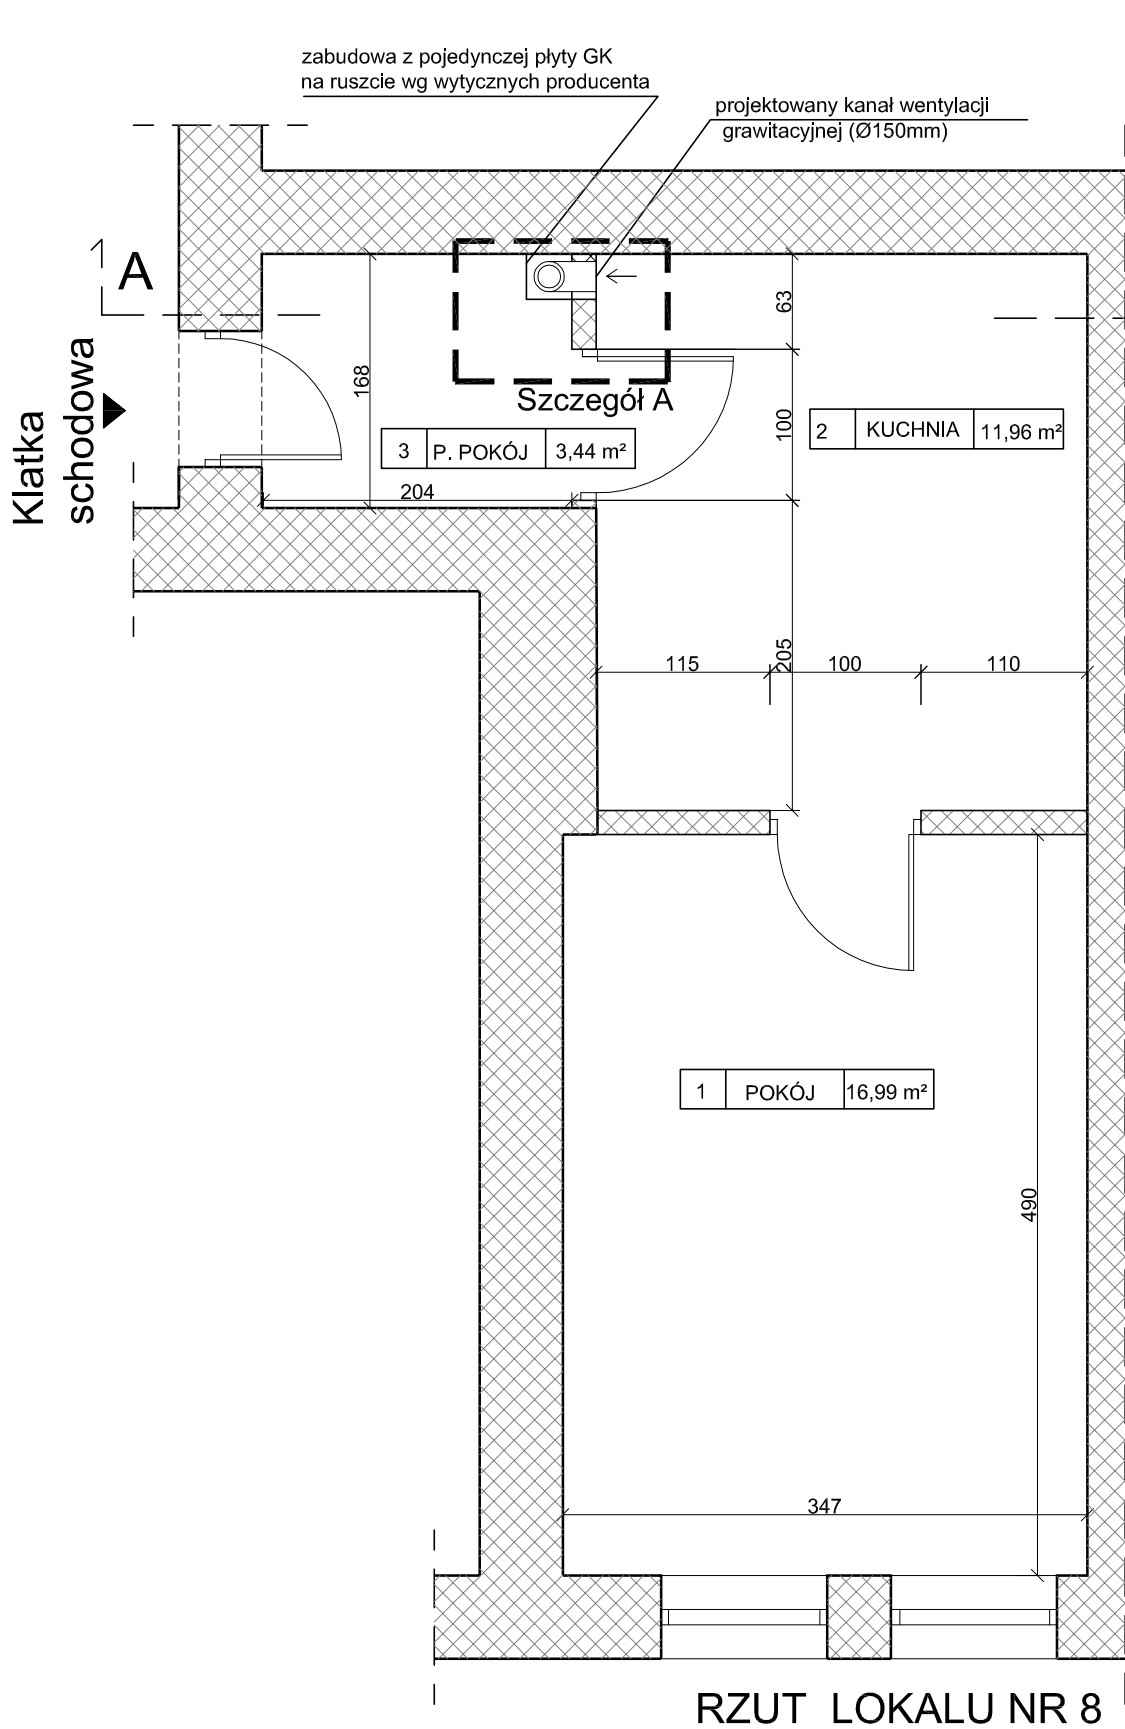 zabudowa z pojedynczej płyty GK
na ruszcie wg wytycznych producenta
projektowany kanał wentylacji
grawitacyjnej (Ø150mm)
A
Klatka
schodowa
63
168
100
Szczegół A
3 P. POKÓJ 3,44 m²
2 KUCHNIA 11,96 m²
204
205
115
100
110
1 POKÓJ 16,99 m²
490
347
RZUT LOKALU NR 8